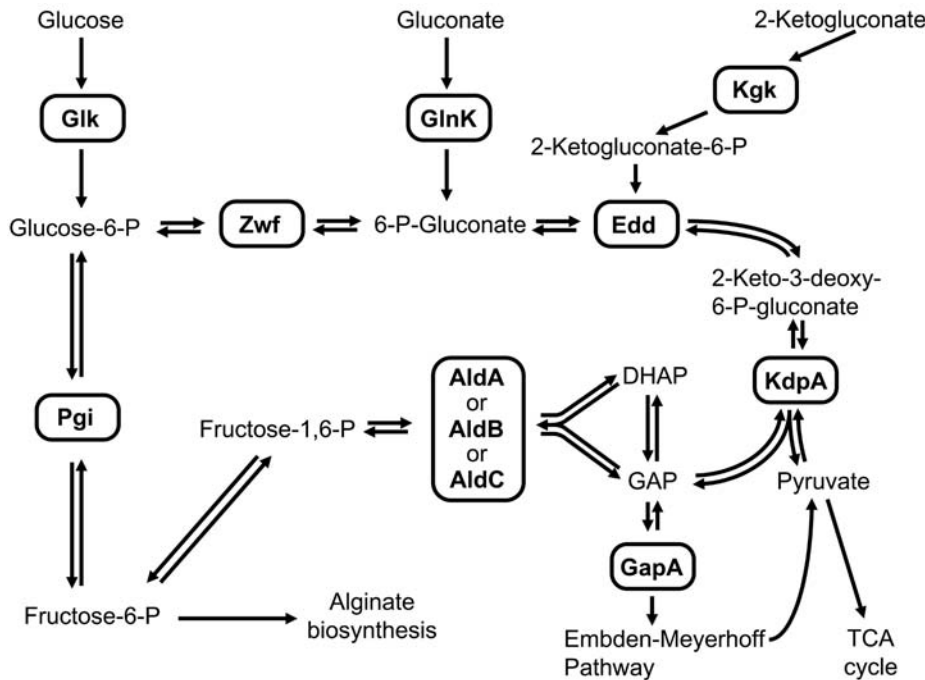 Glucose
Gluconate
2-Ketogluconate
Glk
GlnK
Kgk
2-Ketogluconate-6-P
Glucose-6-P
Zwf
6-P-Gluconate
Edd
2-Keto-3-deoxy-
6-P-gluconate
Pgi
Fructose-1,6-P
AldA
or
AldB
or
AldC
DHAP
KdpA
GAP
Pyruvate
GapA
Fructose-6-P
Alginate
biosynthesis
Embden-Meyerhoff
Pathway
TCA
cycle